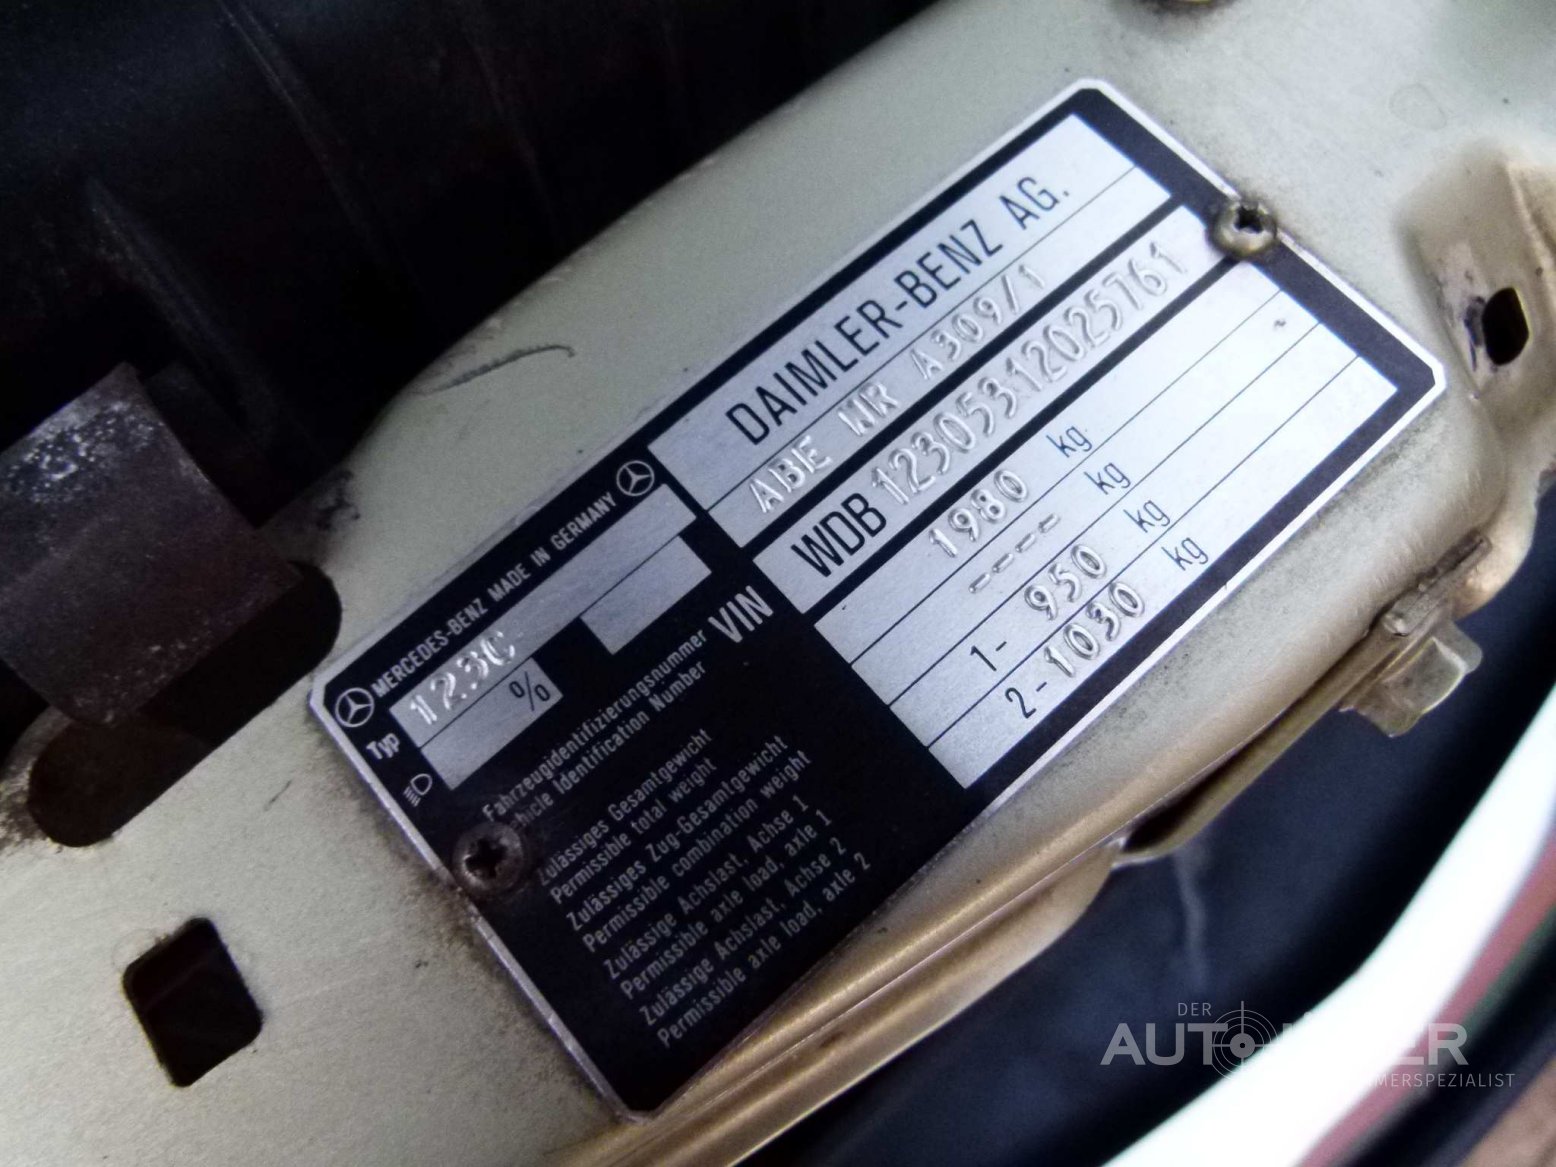 DAIMLER-BENZ AG.
ABE NR A309/1
MERCEDES-BENZ MADE IN GERMANY
Typ 123C
%
VIN WDB 12305312025761
Fahrzeugidentifizierungsnummer
Vehicle Identification Number
1980 kg
---- kg
1- 950 kg
2- 1030 kg
Zulässiges Gesamtgewicht
Permissible total weight
Zulässiges Zug-Gesamtgewicht
Permissible combination weight
Zulässige Achslast, Achse 1
Permissible axle load, axle 1
Zulässige Achslast, Achse 2
Permissible axle load, axle 2
DER